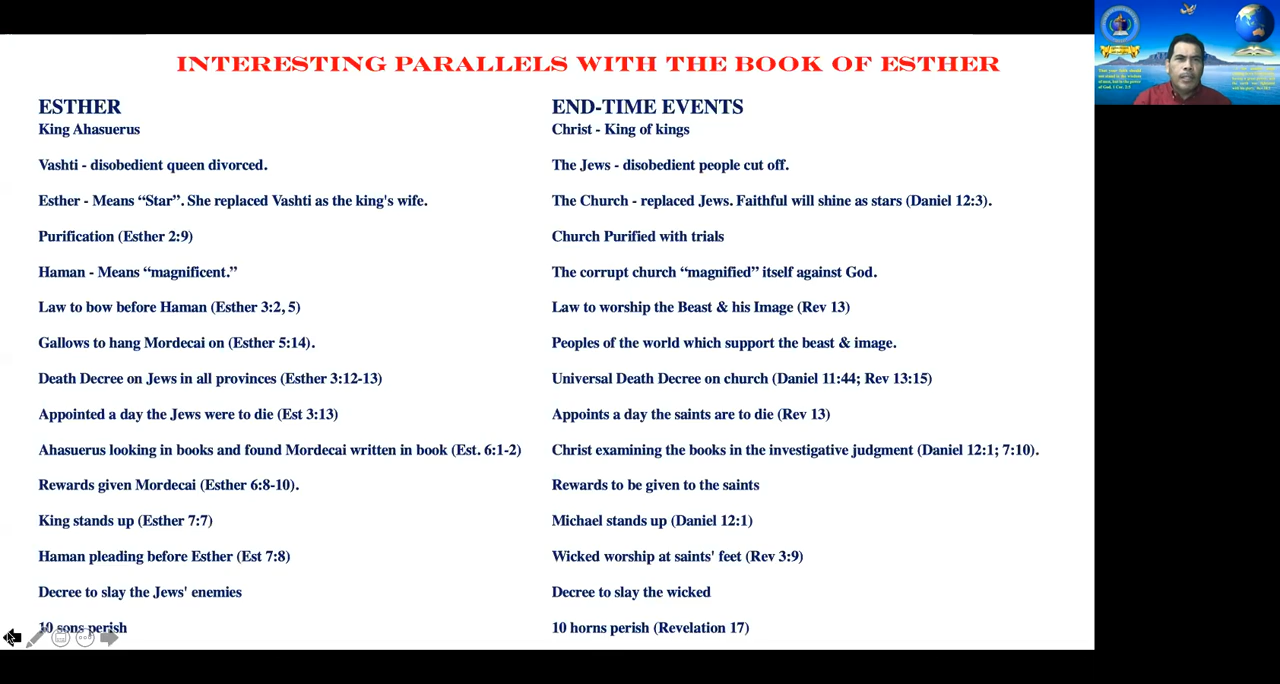 INTERESTING PARALLELS WITH THE BOOK OF ESTHER
ESTHER
King Ahasuerus
Vashti - disobedient queen divorced.
Esther - Means “Star”. She replaced Vashti as the king's wife.
Purification (Esther 2:9)
Haman - Means “magnificent.”
Law to bow before Haman (Esther 3:2, 5)
Gallows to hang Mordecai on (Esther 5:14).
Death Decree on Jews in all provinces (Esther 3:12-13)
Appointed a day the Jews were to die (Est 3:13)
Ahasuerus looking in books and found Mordecai written in book (Est. 6:1-2)
Rewards given Mordecai (Esther 6:8-10).
King stands up (Esther 7:7)
Haman pleading before Esther (Est 7:8)
Decree to slay the Jews' enemies
10 sons perish
END-TIME EVENTS
Christ - King of kings
The Jews - disobedient people cut off.
The Church - replaced Jews. Faithful will shine as stars (Daniel 12:3).
Church Purified with trials
The corrupt church “magnified” itself against God.
Law to worship the Beast & his Image (Rev 13)
Peoples of the world which support the beast & image.
Universal Death Decree on church (Daniel 11:44; Rev 13:15)
Appoints a day the saints are to die (Rev 13)
Christ examining the books in the investigative judgment (Daniel 12:1; 7:10).
Rewards to be given to the saints
Michael stands up (Daniel 12:1)
Wicked worship at saints' feet (Rev 3:9)
Decree to slay the wicked
10 horns perish (Revelation 17)